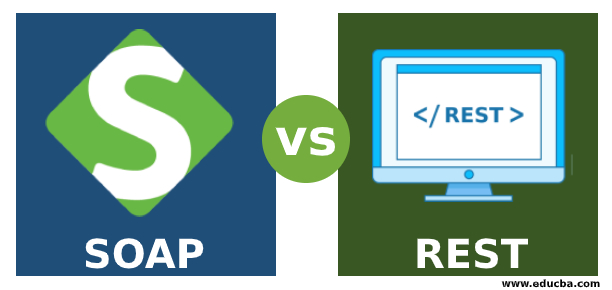 S
vs
</ REST >
SOAP
REST
www.educba.com